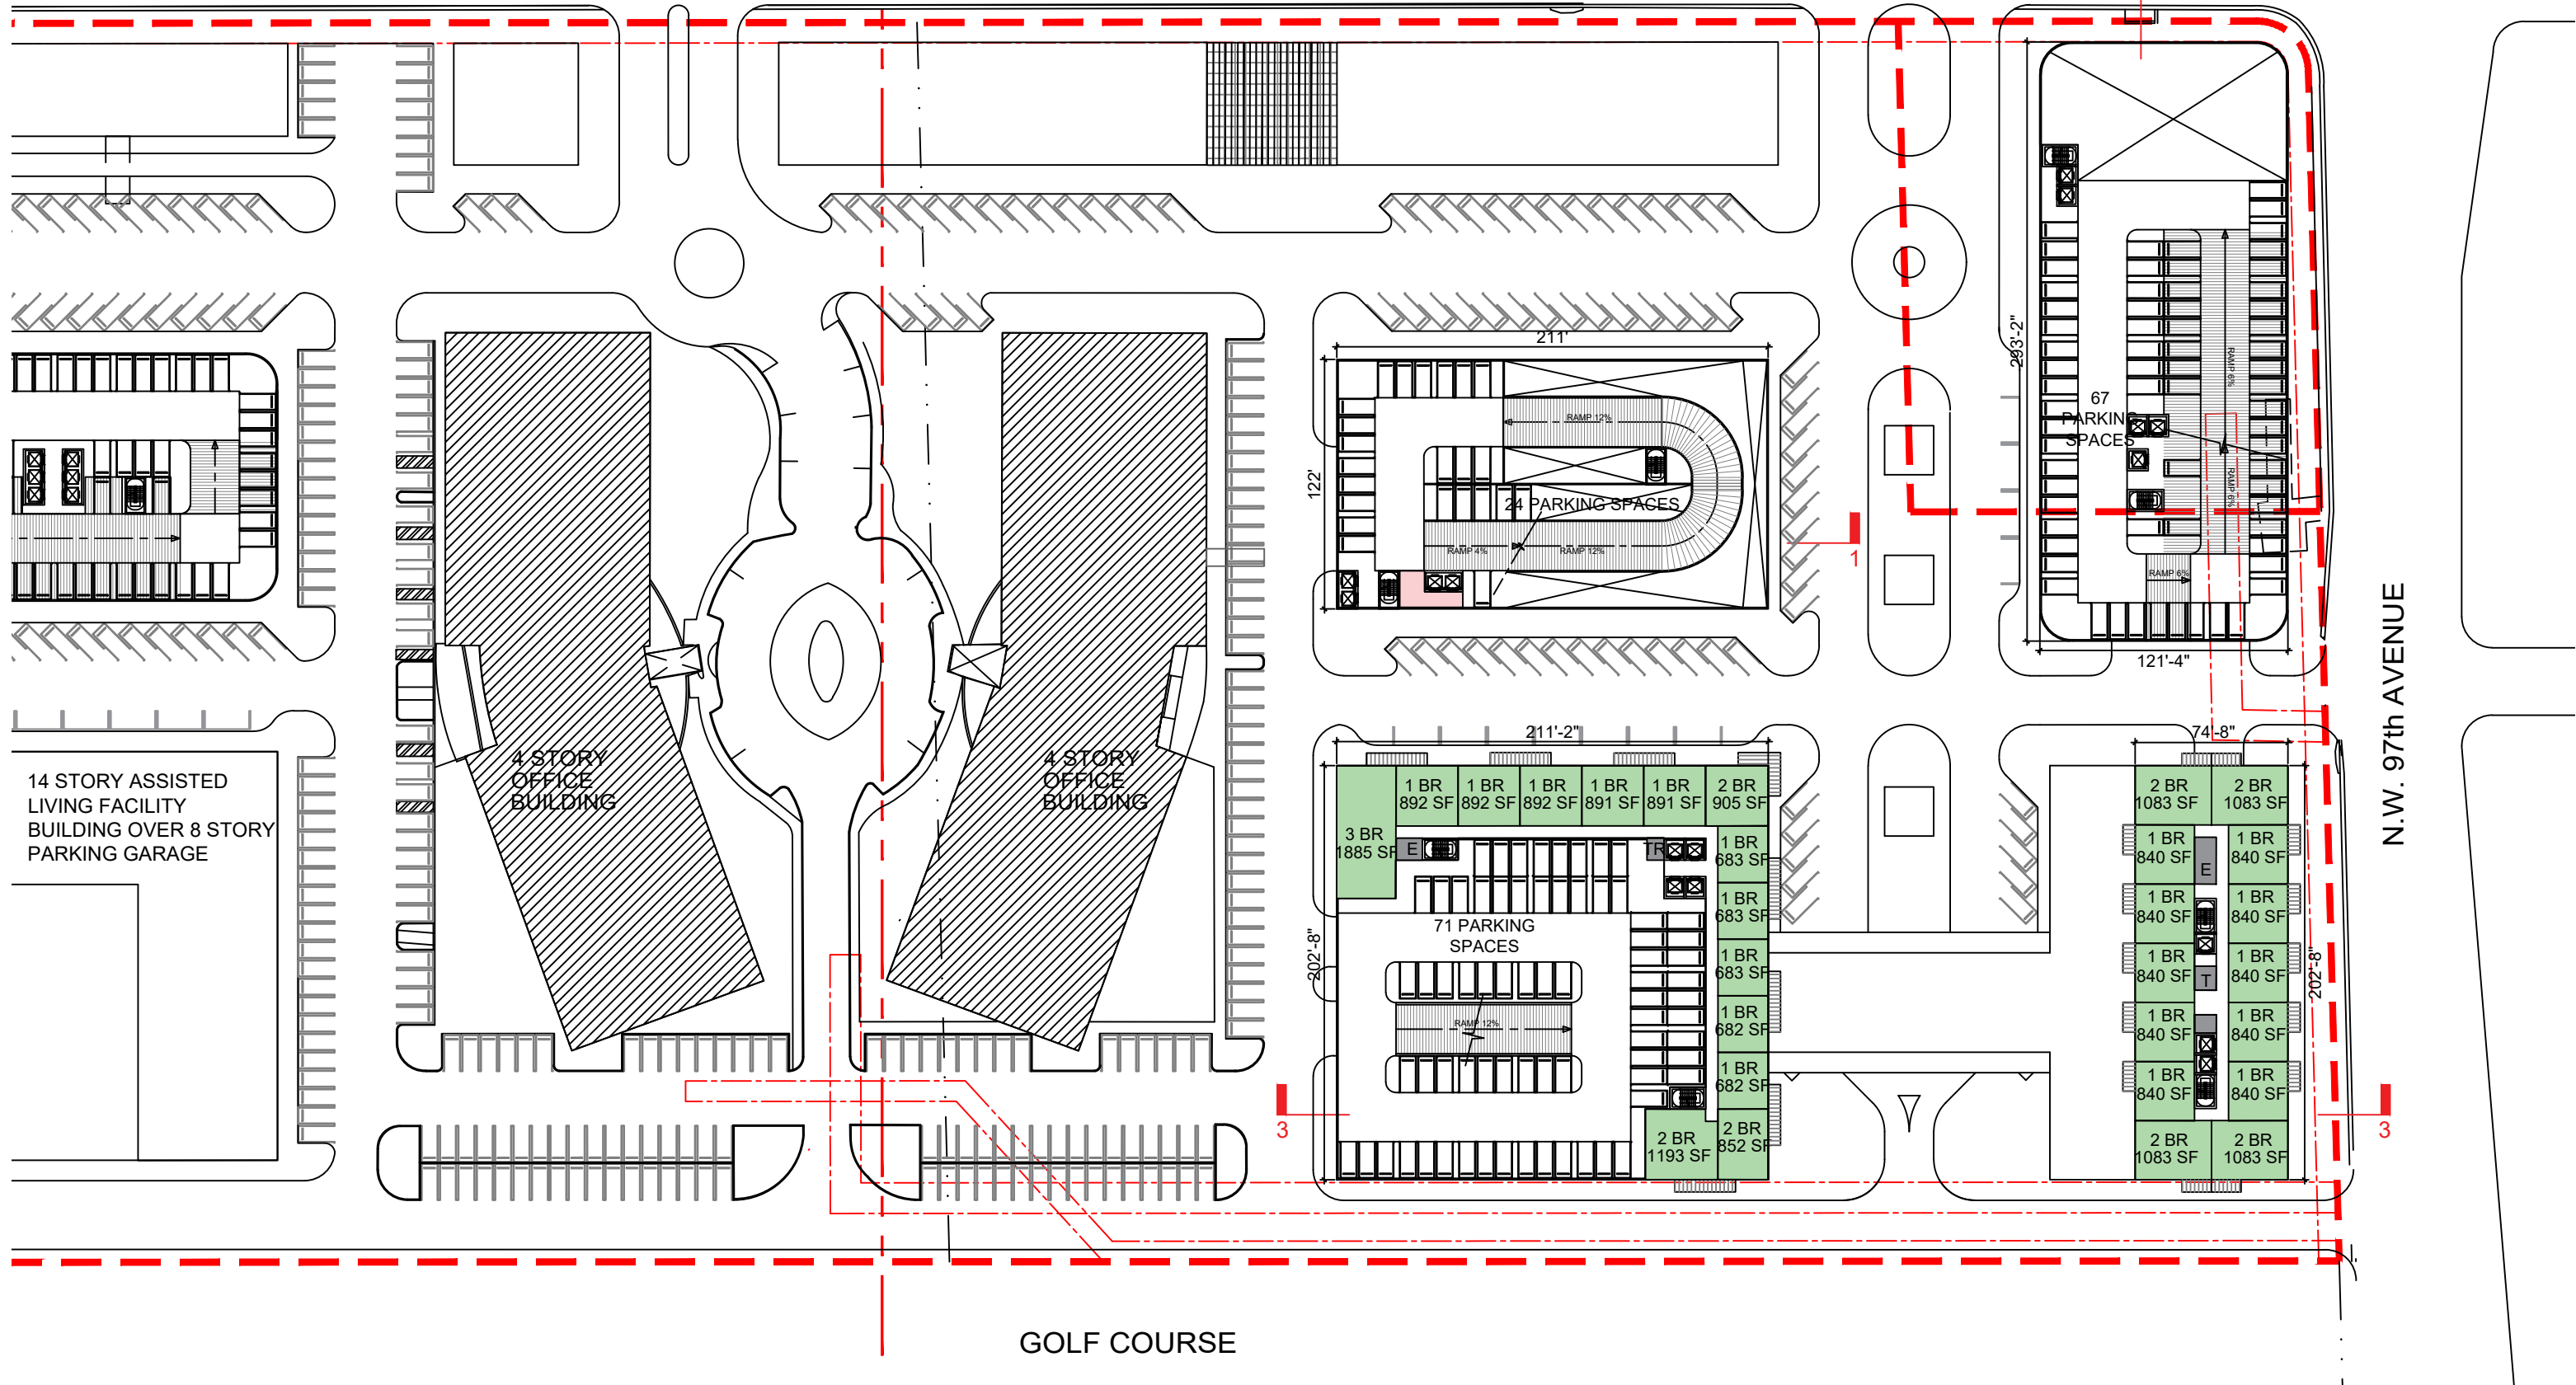 211'
293'-2"
RAMP 6%
67
PARKING
SPACES
RAMP 12%
122'
24 PARKING SPACES
RAMP 6%
RAMP 4%
RAMP 12%
1
RAMP 6%
121'-4"
N.W. 97th AVENUE
211'-2"
74'-8"
4 STORY
OFFICE
BUILDING
4 STORY
OFFICE
BUILDING
14 STORY ASSISTED
LIVING FACILITY
BUILDING OVER 8 STORY
PARKING GARAGE
1 BR
892 SF
1 BR
892 SF
1 BR
892 SF
1 BR
891 SF
1 BR
891 SF
2 BR
905 SF
3 BR
1885 SF
E
TR
1 BR
683 SF
1 BR
683 SF
1 BR
683 SF
1 BR
682 SF
1 BR
682 SF
2 BR
852 SF
2 BR
1193 SF
71 PARKING
SPACES
202'-8"
RAMP 12%
2 BR
1083 SF
2 BR
1083 SF
1 BR
840 SF
1 BR
840 SF
E
1 BR
840 SF
1 BR
840 SF
1 BR
840 SF
T
1 BR
840 SF
202'-8"
1 BR
840 SF
1 BR
840 SF
1 BR
840 SF
1 BR
840 SF
2 BR
1083 SF
2 BR
1083 SF
3
3
GOLF COURSE